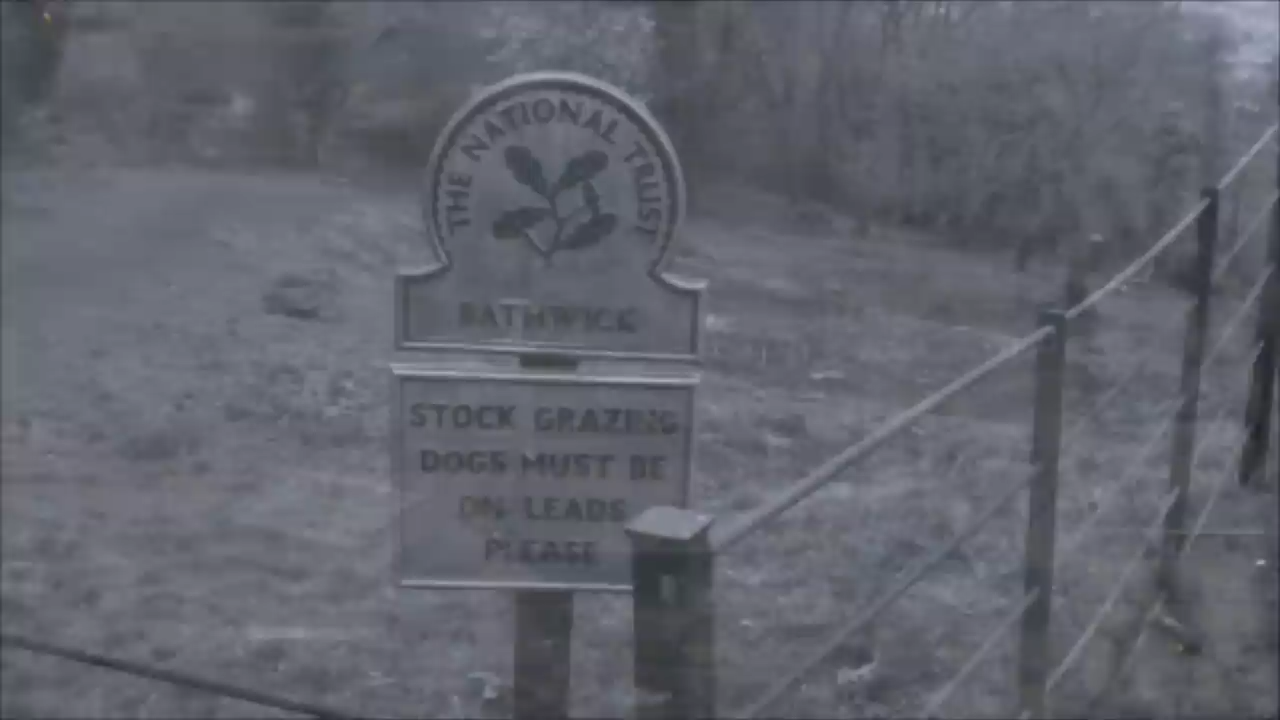 THE NATIONAL TRUST
BATHWICK
STOCK GRAZING
DOGS MUST BE
ON LEADS
PLEASE